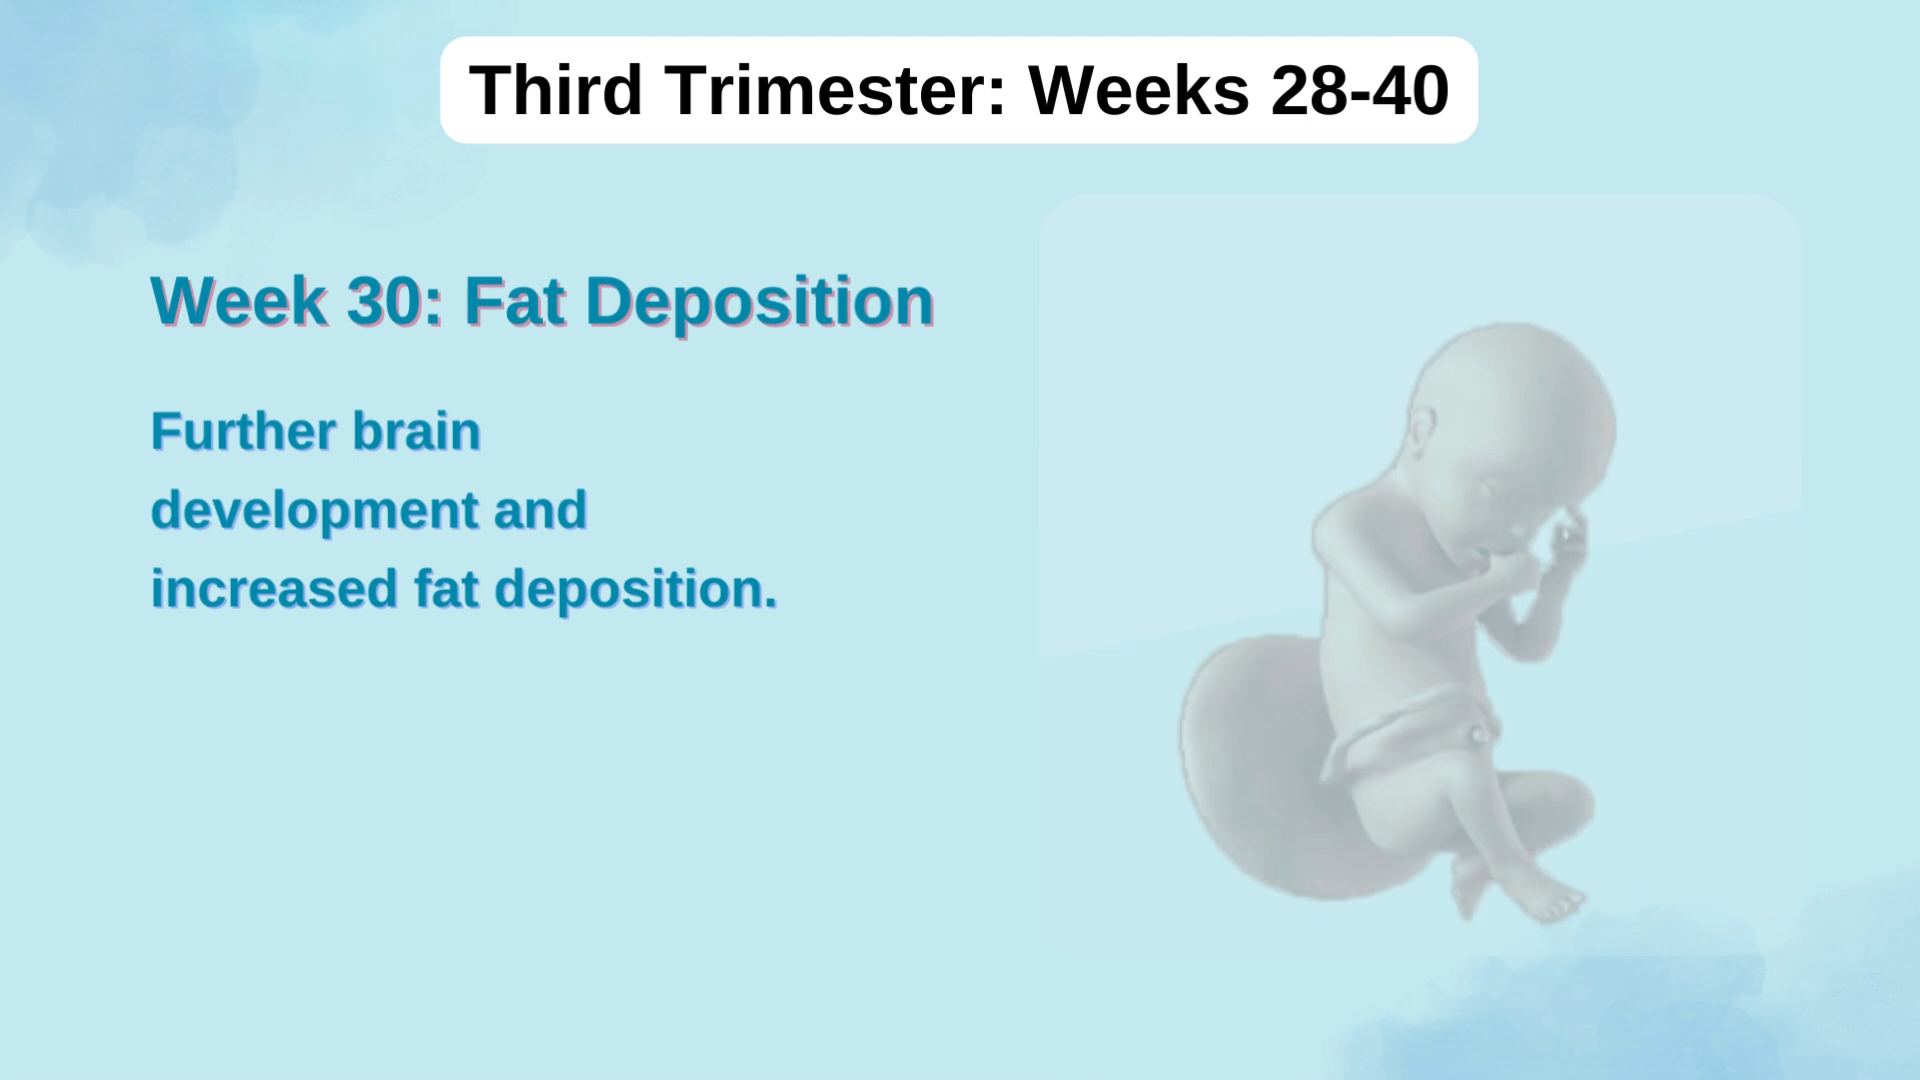 Third Trimester: Weeks 28-40
Week 30: Fat Deposition
Further brain
development and
increased fat deposition.